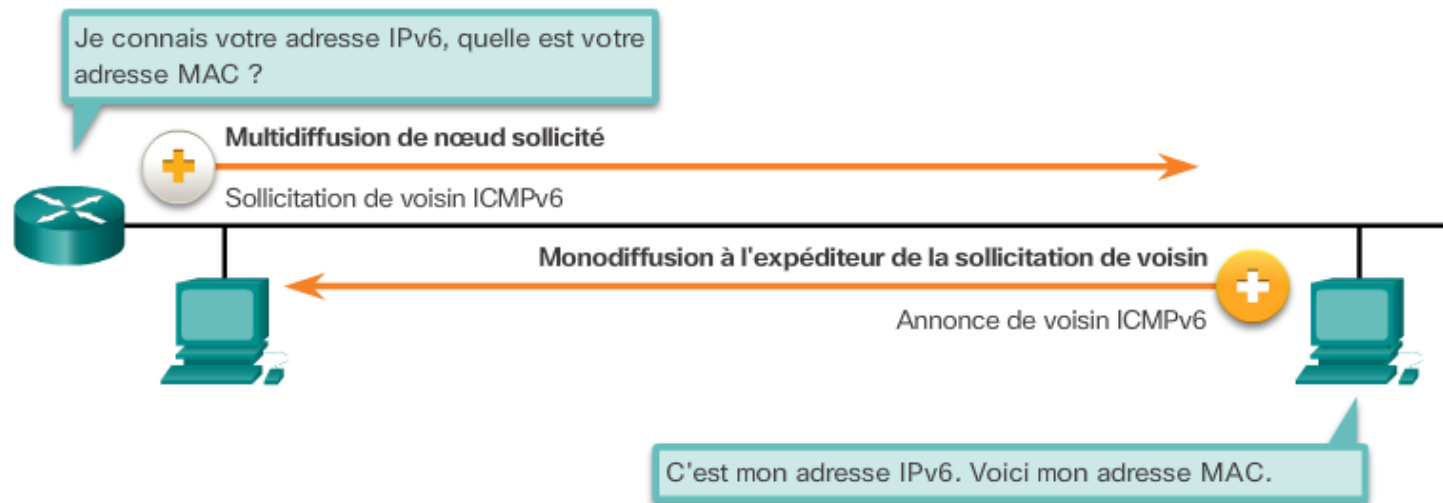 Je connais votre adresse IPv6, quelle est votre
adresse MAC ?
Multidiffusion de nœud sollicité
Sollicitation de voisin ICMPv6
Monodiffusion à l'expéditeur de la sollicitation de voisin
Annonce de voisin ICMPv6
C'est mon adresse IPv6. Voici mon adresse MAC.